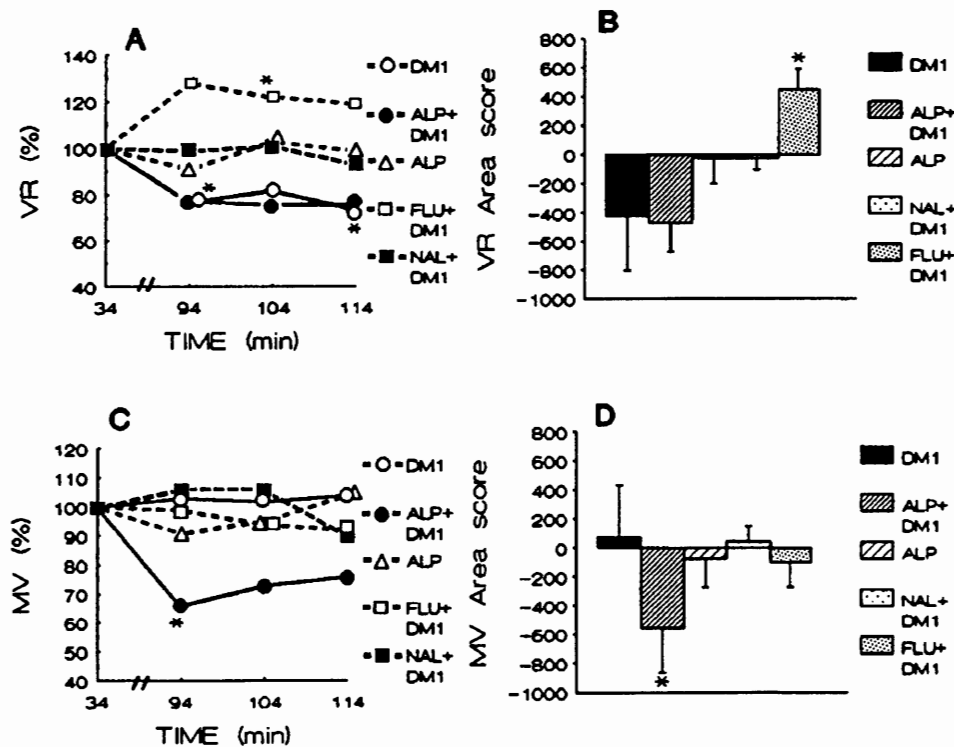 A
VR (%)
140
120
100
80
60
40
34
94
104
114
TIME (min)
*
*
*
DM1
ALP+
DM1
ALP
FLU+
DM1
NAL+
DM1
B
VR Area score
800
600
400
200
0
-200
-400
-600
-800
-1000
*
DM1
ALP+
DM1
ALP
NAL+
DM1
FLU+
DM1
C
MV (%)
120
110
100
90
80
70
60
50
40
34
94
104
114
TIME (min)
*
DM1
ALP+
DM1
ALP
FLU+
DM1
NAL+
DM1
D
MV Area score
800
600
400
200
0
-200
-400
-600
-800
-1000
*
DM1
ALP+
DM1
ALP
NAL+
DM1
FLU+
DM1